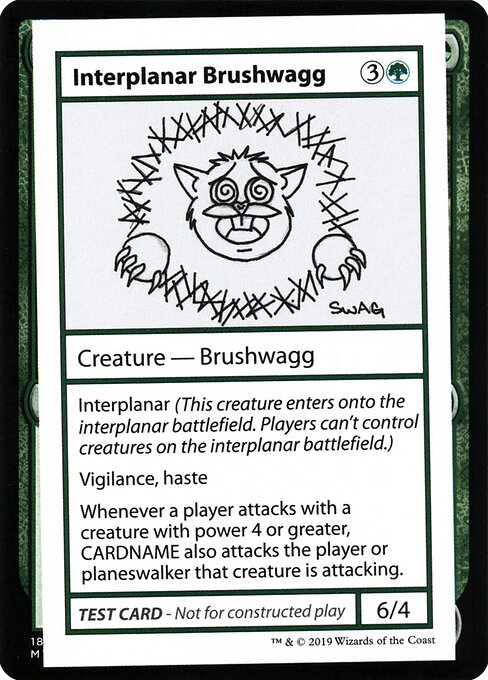 Interplanar Brushwagg 3
SWAG
Creature — Brushwagg
Interplanar (This creature enters onto the
interplanar battlefield. Players can't control
creatures on the interplanar battlefield.)
Vigilance, haste
Whenever a player attacks with a
creature with power 4 or greater,
CARDNAME also attacks the player or
planeswalker that creature is attacking.
TEST CARD - Not for constructed play 6/4
18
M
™ & © 2019 Wizards of the Coast